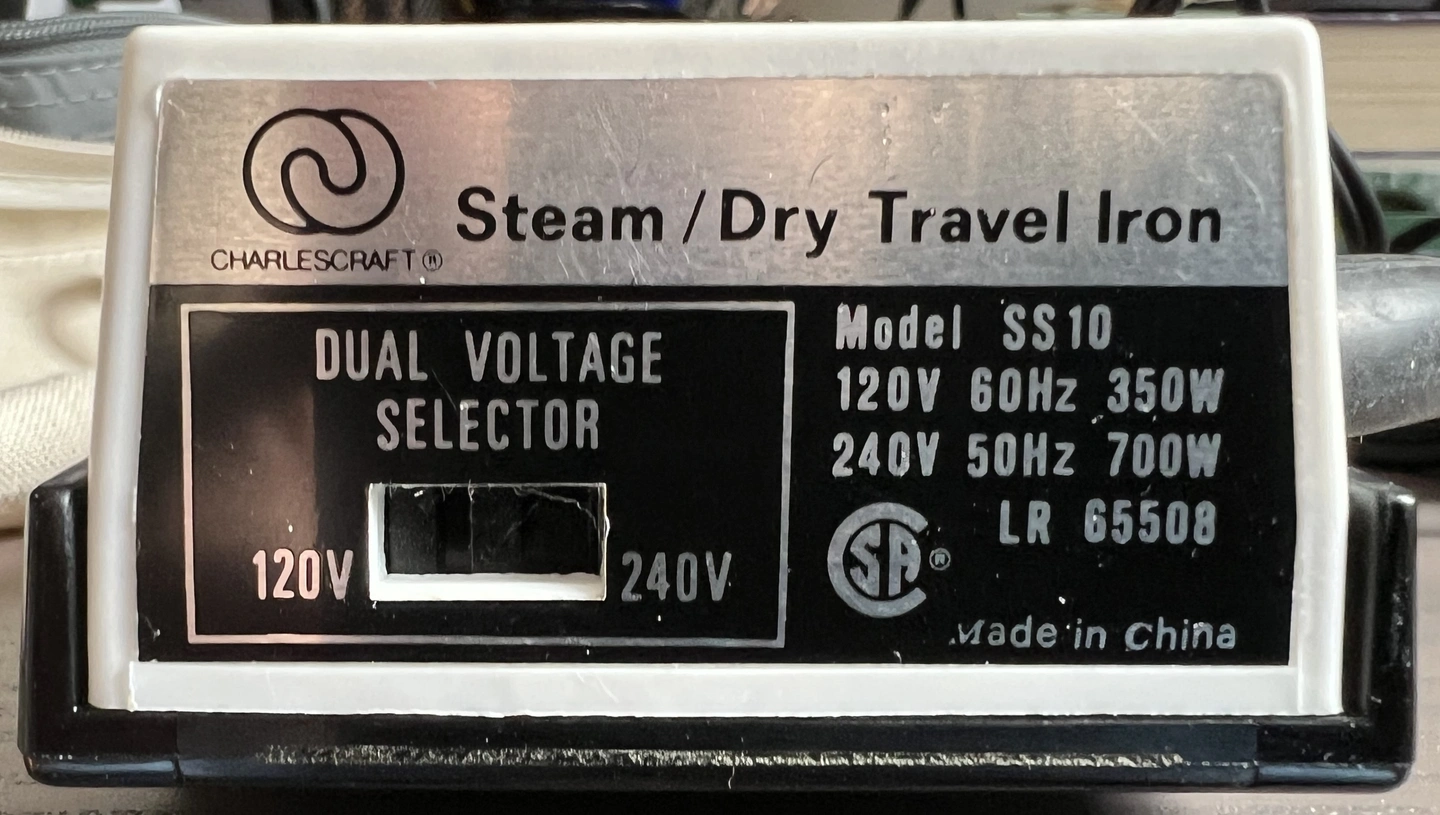 CHARLESCRAFT®
Steam / Dry Travel Iron
DUAL VOLTAGE
SELECTOR
120V 240V
Model SS10
120V 60Hz 350W
240V 50Hz 700W
LR 65508
CSA®
Made in China